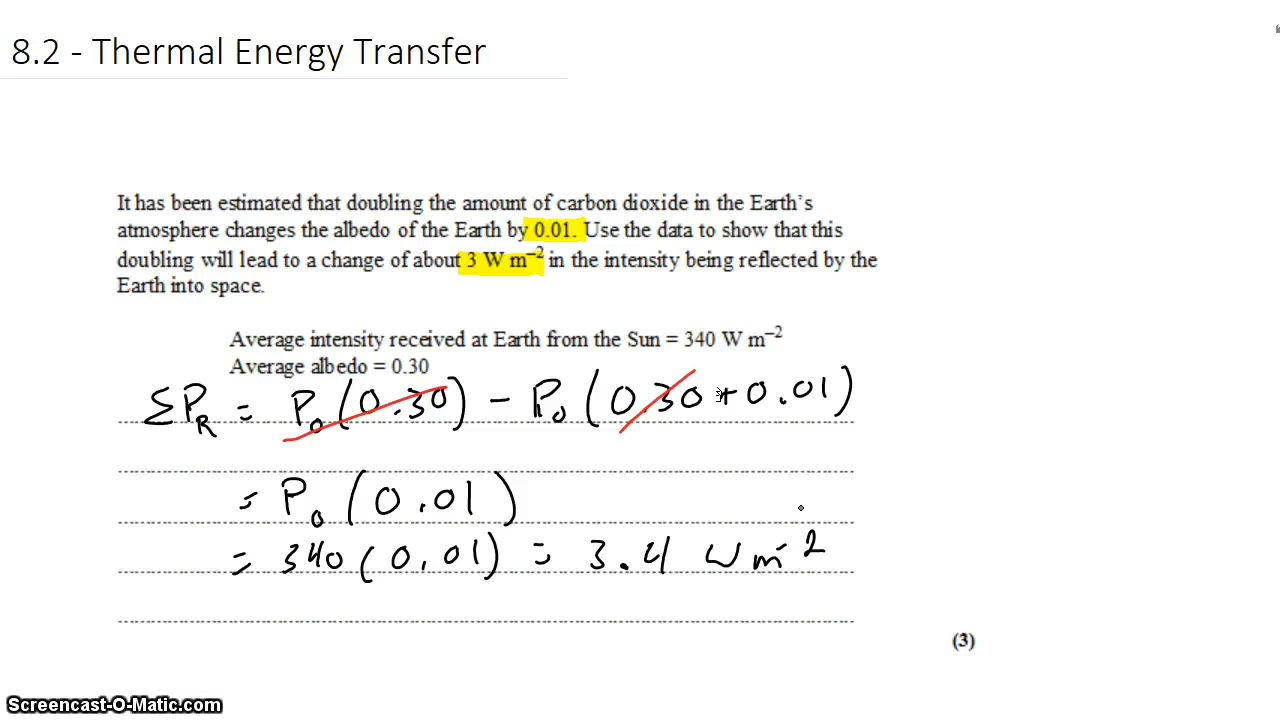 8.2 - Thermal Energy Transfer
It has been estimated that doubling the amount of carbon dioxide in the Earth's
atmosphere changes the albedo of the Earth by 0.01. Use the data to show that this
doubling will lead to a change of about 3 W m⁻² in the intensity being reflected by the
Earth into space.
Average intensity received at Earth from the Sun = 340 W m⁻²
Average albedo = 0.30
ΣP_R = P₀(0.30) - P₀(0.30+0.01)
= P₀(0.01)
= 340(0.01) = 3.4 Wm⁻²
(3)
Screencast-O-Matic.com